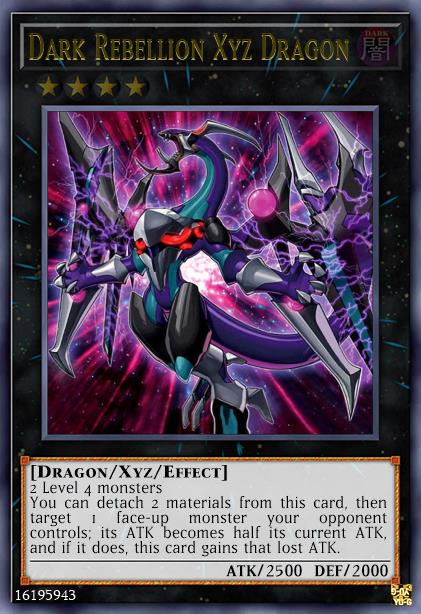 Dark Rebellion Xyz Dragon
DARK
闇
[Dragon/Xyz/Effect]
2 Level 4 monsters
You can detach 2 materials from this card, then
target 1 face-up monster your opponent
controls; its ATK becomes half its current ATK,
and if it does, this card gains that lost ATK.
ATK/2500 DEF/2000
16195943